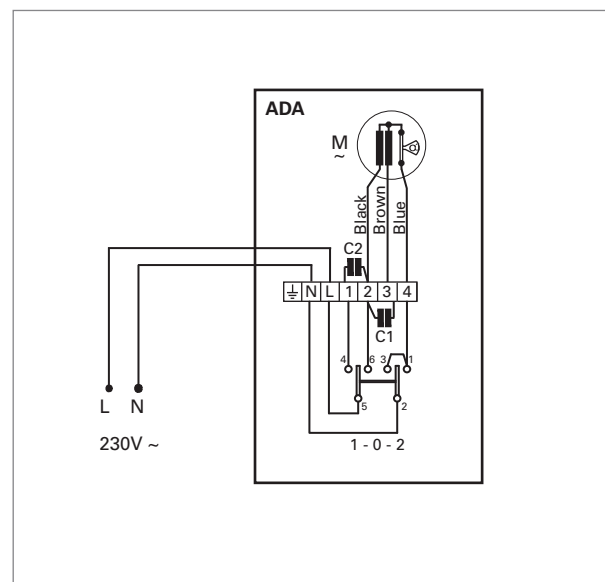 ADA
M
~
Black
Brown
Blue
C2
⏚ N L 1 2 3 4
C1
4 6 3 1
5 2
L N
230V ~
1 - 0 - 2